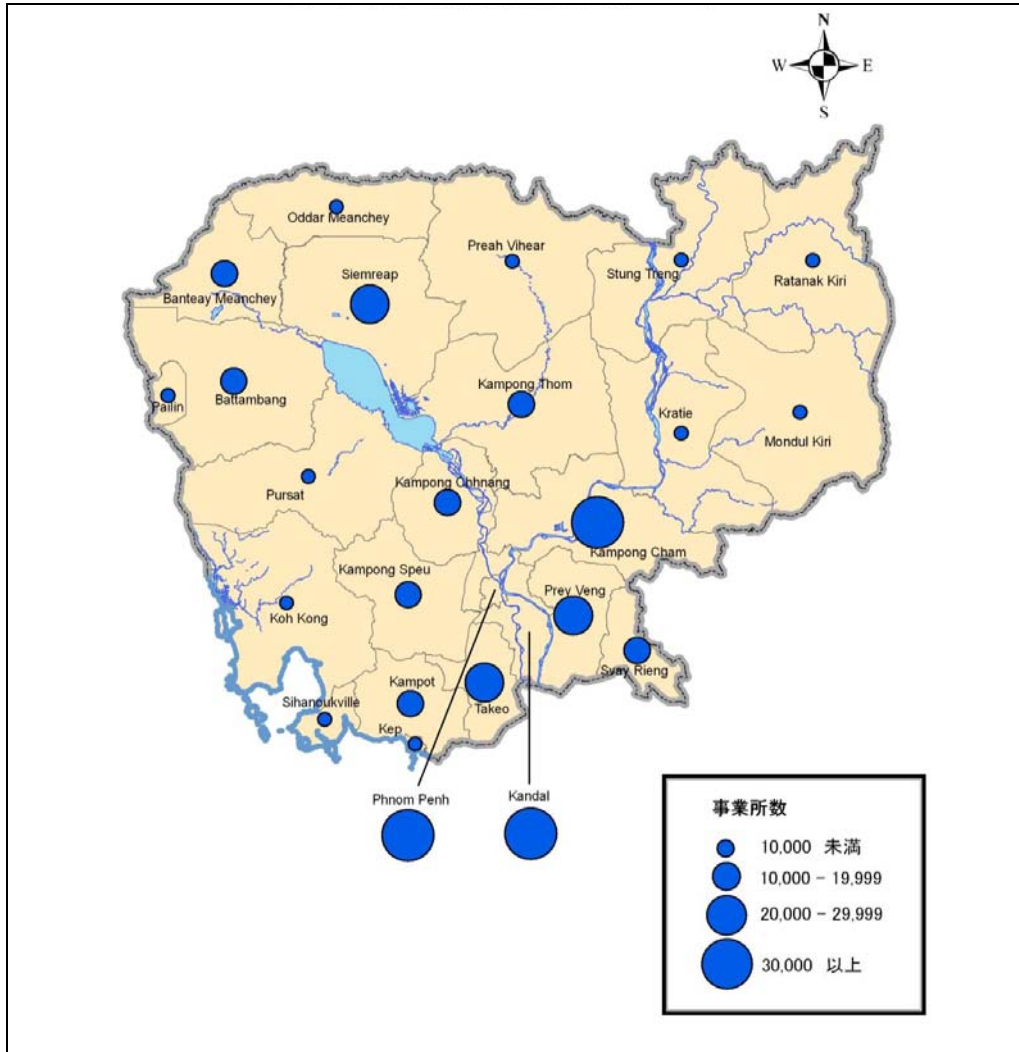 N
W E
S
Oddar Meanchey
Preah Vihear
Stung Treng
Ratanak Kiri
Siemreap
Banteay Meanchey
Kampong Thom
Pailin
Battambang
Kratie
Mondul Kiri
Pursat
Kampong Chhnang
Kampong Cham
Kampong Speu
Prey Veng
Koh Kong
Svay Rieng
Kampot
Sihanoukville
Takeo
Kep
Phnom Penh
Kandal
事業所数
10,000 未満
10,000 - 19,999
20,000 - 29,999
30,000 以上